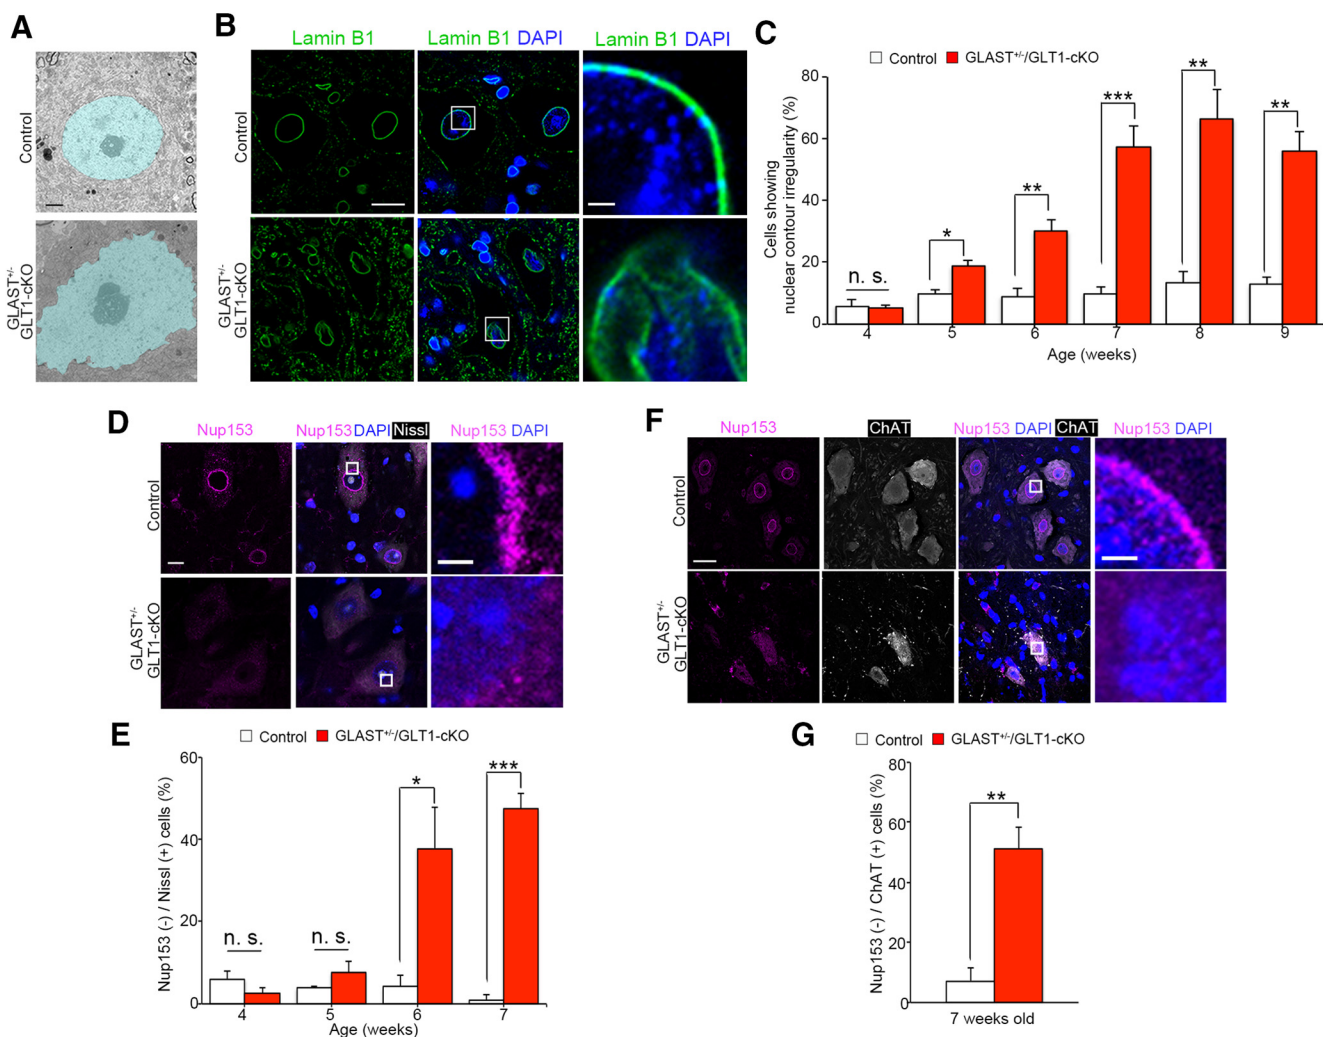 A
Control
GLAST+/-
GLT1-cKO
B
Lamin B1
Lamin B1 DAPI
Lamin B1 DAPI
Control
GLAST+/-
GLT1-cKO
C
Control
GLAST+/-/GLT1-cKO
Cells showing
nuclear contour irregularity (%)
80
60
40
20
0
n. s.
*
**
***
**
**
4
5
6
7
8
9
Age (weeks)
D
Nup153
Nup153 DAPI Nissl
Nup153 DAPI
Control
GLAST+/-
GLT1-cKO
F
Nup153
ChAT
Nup153 DAPI ChAT
Nup153 DAPI
Control
GLAST+/-
GLT1-cKO
E
Control
GLAST+/-/GLT1-cKO
Nup153 (-) / Nissl (+) cells (%)
60
40
20
0
n. s.
n. s.
*
***
4
5
6
7
Age (weeks)
G
Control
GLAST+/-/GLT1-cKO
Nup153 (-) / ChAT (+) cells (%)
80
60
40
20
0
**
7 weeks old